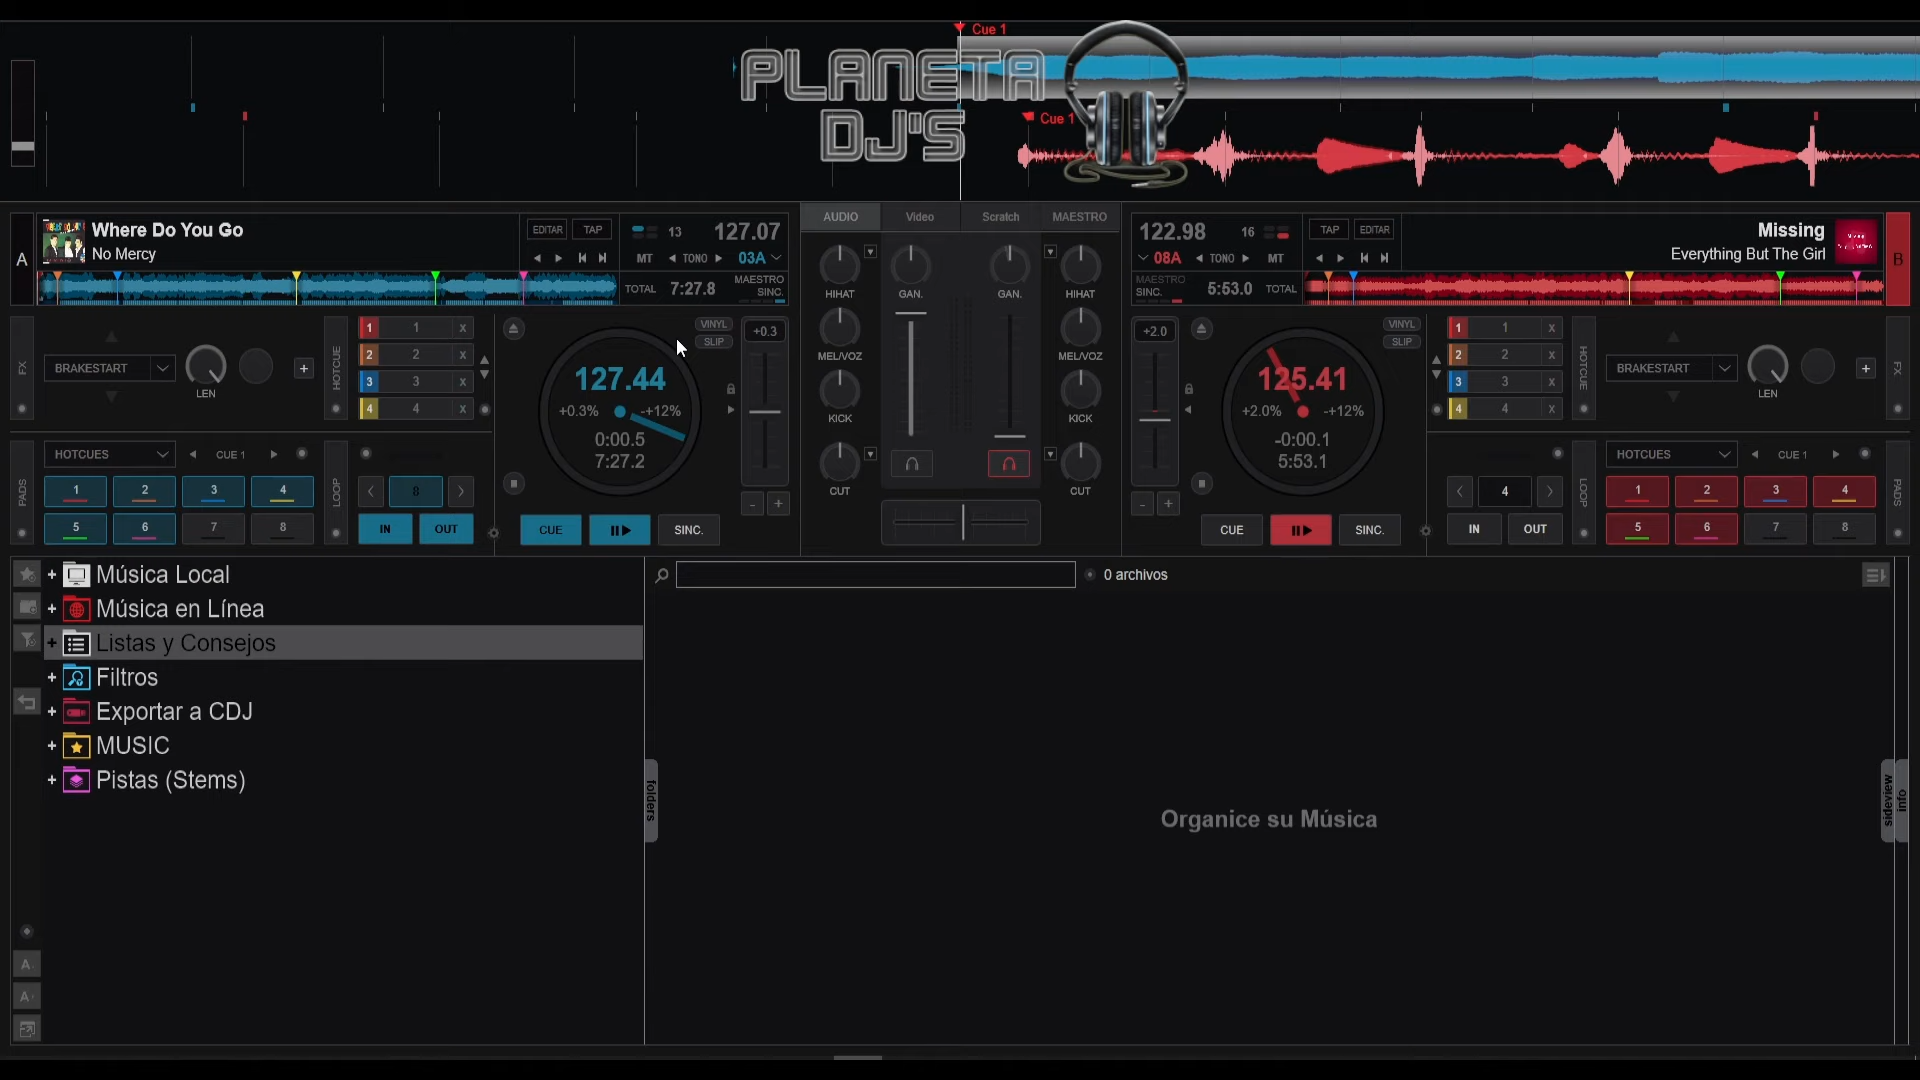 Cue 1
PLANETA
DJ'S
Cue 1
A
Where Do You Go
No Mercy
EDITAR TAP 13 127.07
MT TONO 03A
TOTAL 7:27.8 MAESTRO SINC.
AUDIO Video Scratch MAESTRO
122.98 16 TAP EDITAR
08A TONO MT
MAESTRO SINC. 5:53.0 TOTAL
Missing
Everything But The Girl
B
HIHAT GAN. GAN. HIHAT
MEL/VOZ MEL/VOZ
KICK KICK
CUT CUT
FX
BRAKESTART
LEN
+
HOTCUE
1 1 x
2 2 x
3 3 x
4 4 x
VINYL
SLIP
+0.3
127.44
+0.3% -+12%
0:00.5
7:27.2
- +
CUE SINC.
PADS
HOTCUES CUE 1
1 2 3 4
5 6 7 8
LOOP
8
IN OUT
+2.0
VINYL
SLIP
125.41
+2.0% -+12%
-0:00.1
5:53.1
- +
CUE SINC.
1 1 x
2 2 x
3 3 x
4 4 x
HOTCUE
BRAKESTART
LEN
+
FX
4
IN OUT
LOOP
HOTCUES CUE 1
1 2 3 4
5 6 7 8
PADS
+ Música Local
+ Música en Línea
+ Listas y Consejos
+ Filtros
+ Exportar a CDJ
+ MUSIC
+ Pistas (Stems)
A
A
folders
0 archivos
Organice su Música
sideview
info